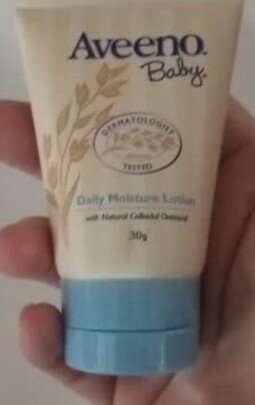 Aveeno.
Baby.
DERMATOLOGIST
TESTED
Daily Moisture Lotion
with Natural Colloidal Oatmeal
30g